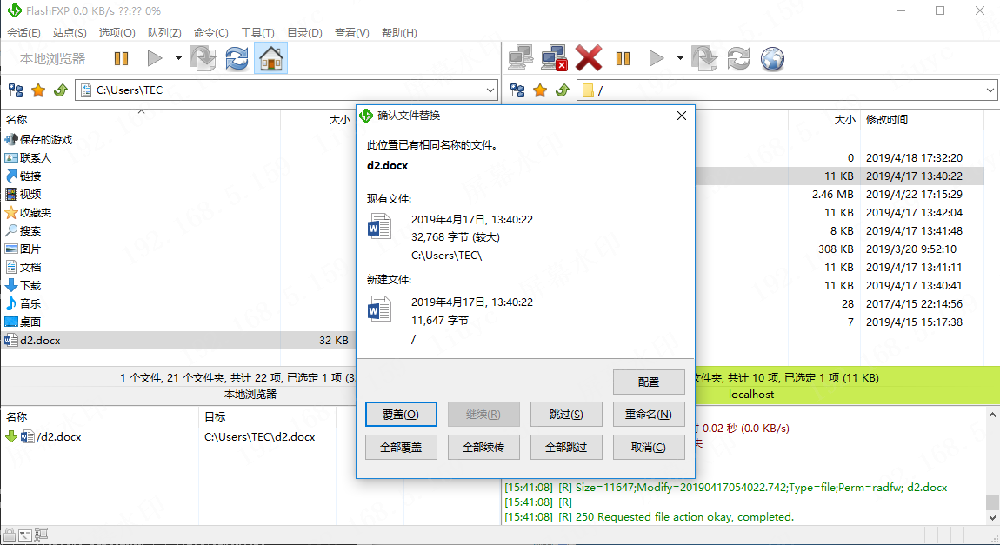 FlashFXP 0.0 KB/s ??:?? 0%
会话(E) 站点(S) 选项(O) 队列(Z) 命令(C) 工具(T) 目录(D) 查看(V) 帮助(H)
本地浏览器
C:\Users\TEC
/
名称 大小
保存的游戏
联系人
链接
视频
收藏夹
搜索
图片
文档
下载
音乐
桌面
d2.docx 32 KB
大小 修改时间
0 2019/4/18 17:32:20
11 KB 2019/4/17 13:40:22
2.46 MB 2019/4/22 17:15:29
11 KB 2019/4/17 13:42:04
8 KB 2019/4/17 13:41:48
308 KB 2019/3/20 9:52:10
11 KB 2019/4/17 13:41:11
11 KB 2019/4/17 13:40:41
28 2017/4/15 22:14:56
7 2019/4/15 15:17:38
确认文件替换
此位置已有相同名称的文件。
d2.docx
现有文件:
2019年4月17日, 13:40:22
32,768 字节 (较大)
C:\Users\TEC\
新建文件:
2019年4月17日, 13:40:22
11,647 字节
/
配置
覆盖(O) 继续(R) 跳过(S) 重命名(N)
全部覆盖 全部续传 全部跳过 取消(C)
1 个文件, 21 个文件夹, 共计 22 项, 已选定 1 项 (3
本地浏览器
文件夹, 共计 10 项, 已选定 1 项 (11 KB)
localhost
名称 目标
/d2.docx C:\Users\TEC\d2.docx
0.02 秒 (0.0 KB/s)
夹
[15:41:08] [R] Size=11647;Modify=20190417054022.742;Type=file;Perm=radfw; d2.docx
[15:41:08] [R]
[15:41:08] [R] 250 Requested file action okay, completed.